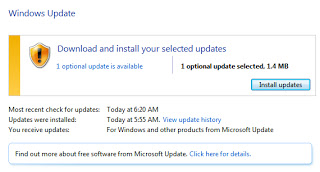 Windows Update
Download and install your selected updates
1 optional update is available
1 optional update selected, 1.4 MB
Install updates
Most recent check for updates: Today at 6:20 AM
Updates were installed: Today at 5:55 AM. View update history
You receive updates: For Windows and other products from Microsoft Update
Find out more about free software from Microsoft Update. Click here for details.